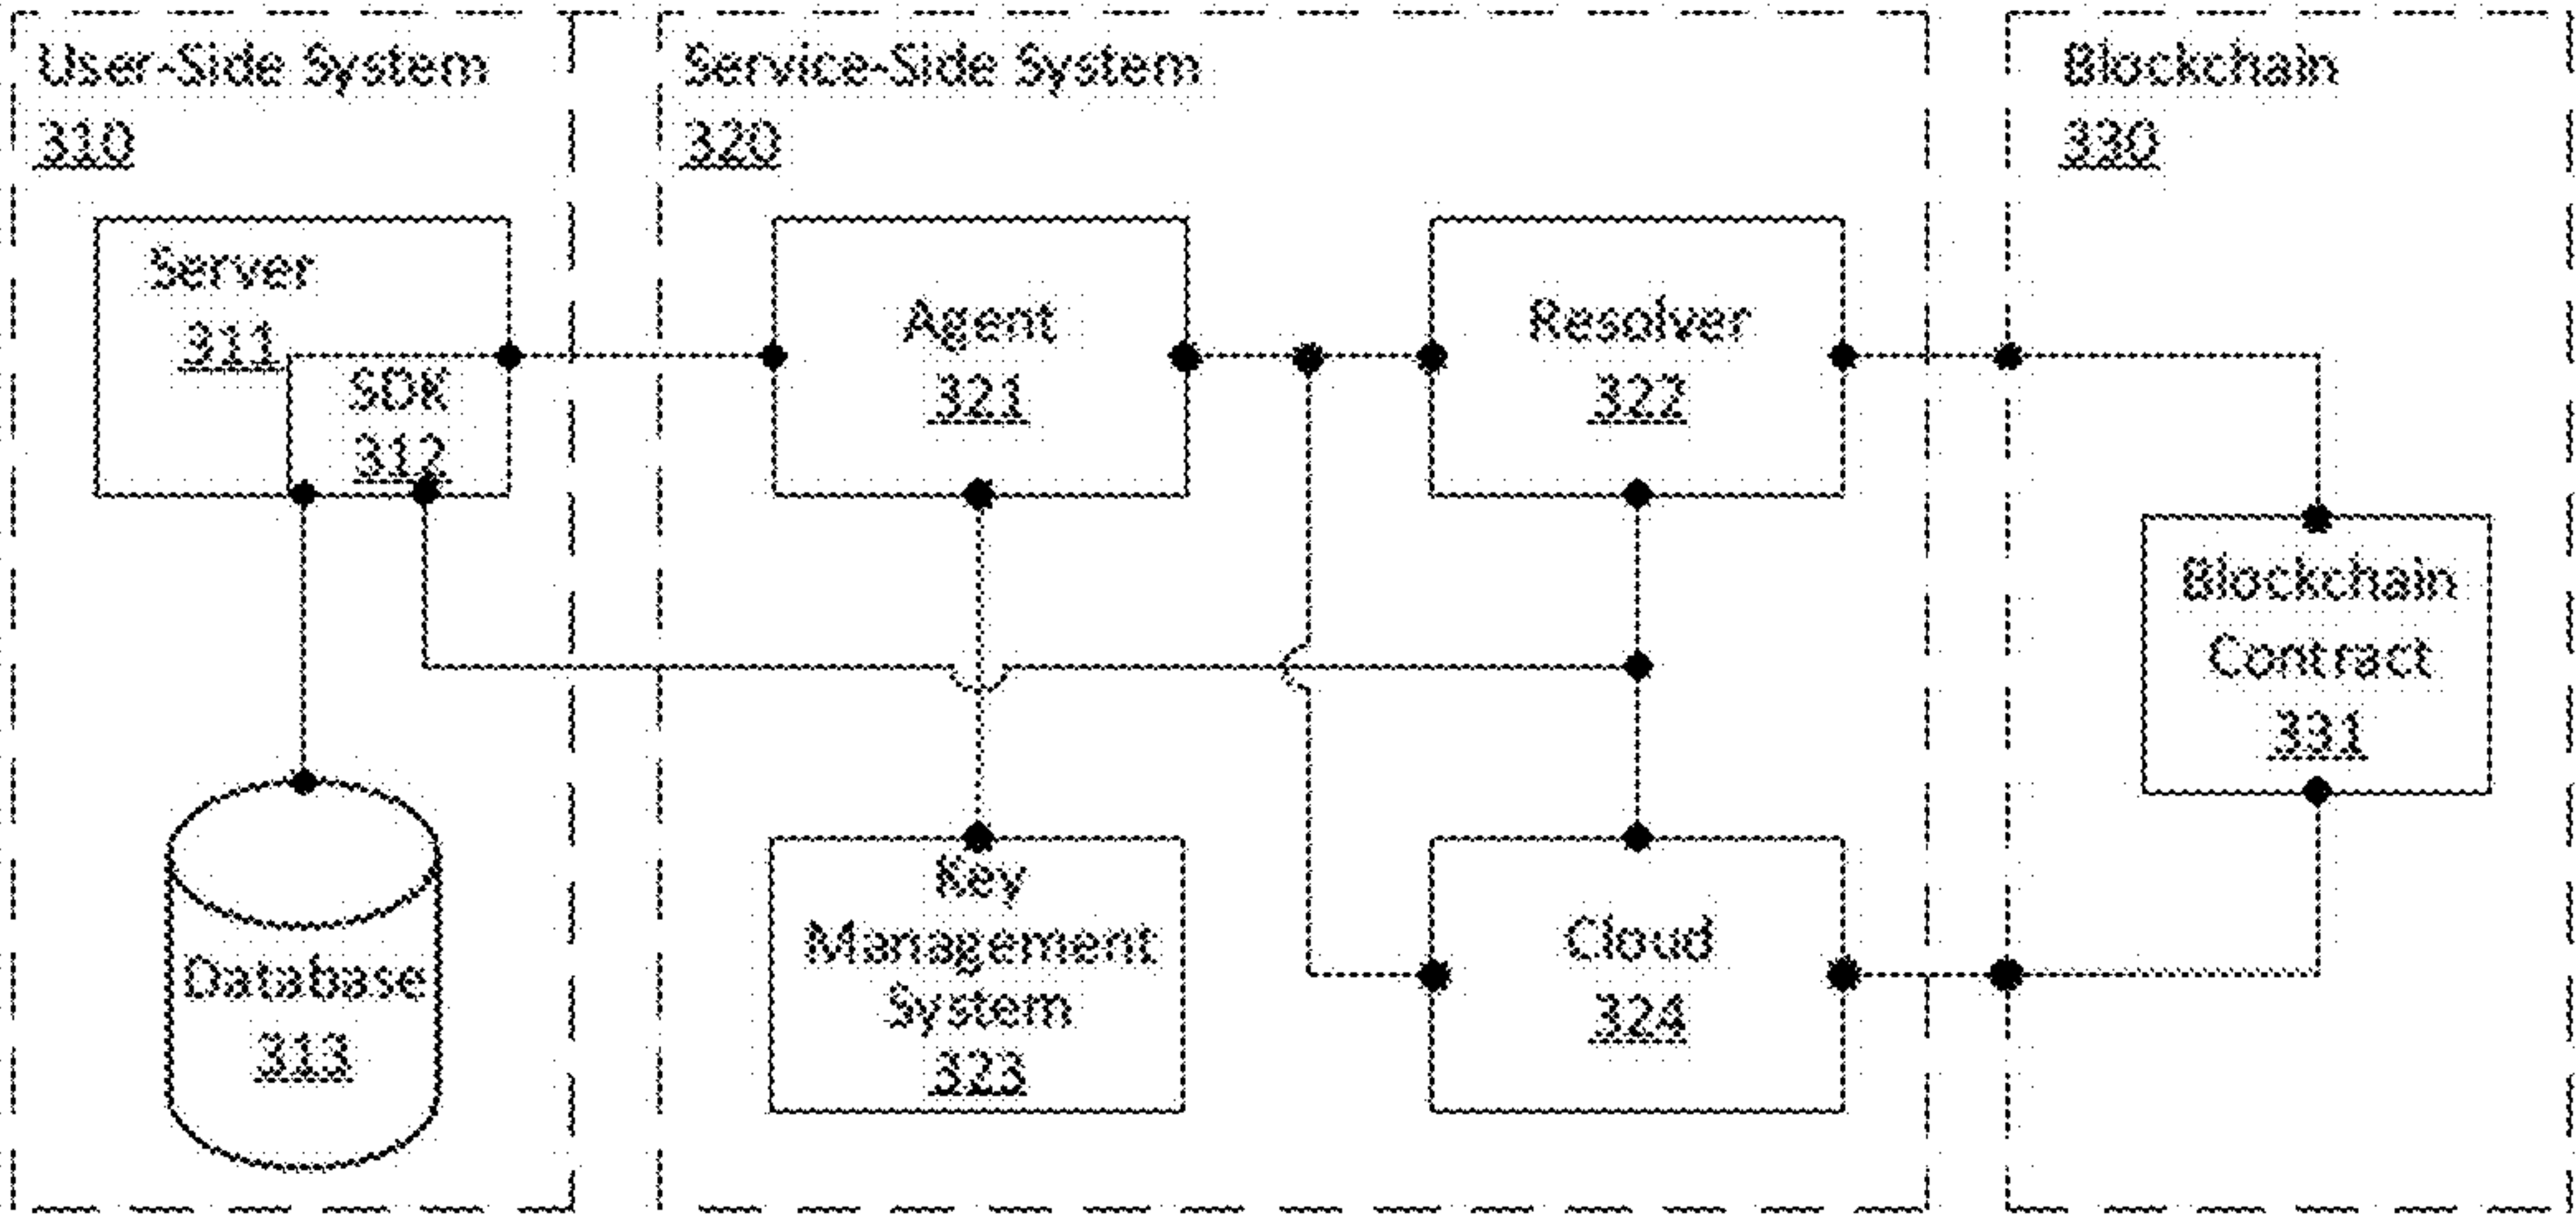 User-Side System
310
Server
311
SDK
312
Database
313
Service-Side System
320
Agent
321
Resolver
322
Key
Management
System
323
Cloud
324
Blockchain
330
Blockchain
Contract
331